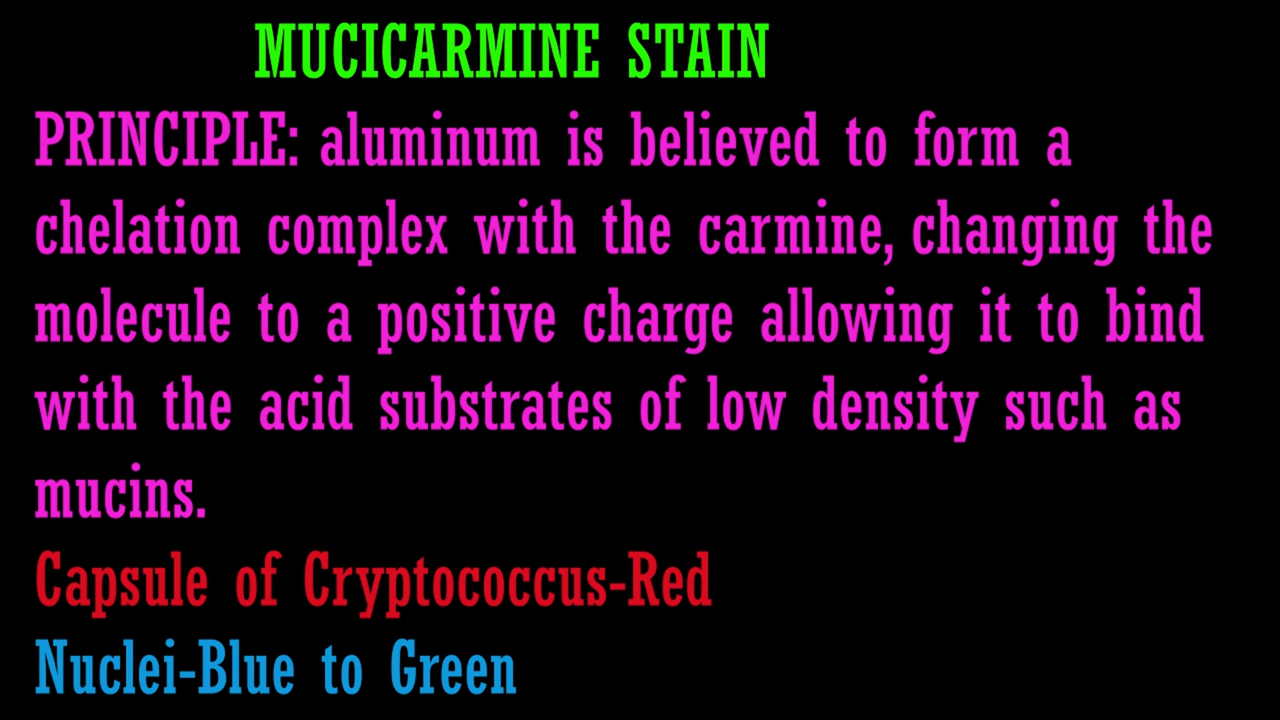 MUCICARMINE STAIN
PRINCIPLE: aluminum is believed to form a
chelation complex with the carmine, changing the
molecule to a positive charge allowing it to bind
with the acid substrates of low density such as
mucins.
Capsule of Cryptococcus-Red
Nuclei-Blue to Green